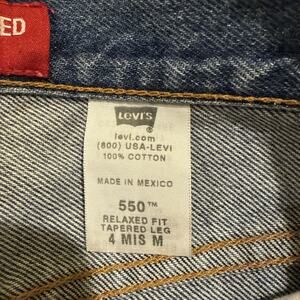 ED
LEVI'S
levi.com
(800) USA-LEVI
100% COTTON
MADE IN MEXICO
550™
RELAXED FIT
TAPERED LEG
4 MIS M